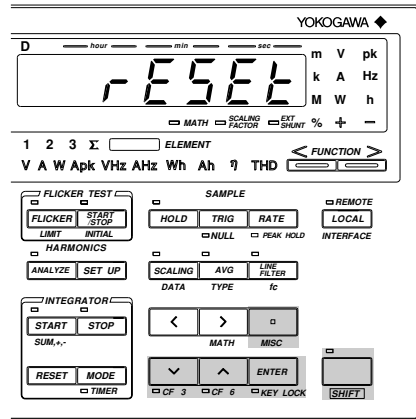 YOKOGAWA
D hour min sec
m V pk
rESEt
k A Hz
M W h
MATH SCALING FACTOR EXT SHUNT % + −
1 2 3 Σ ELEMENT
V A W Apk VHz AHz Wh Ah η THD < FUNCTION >
FLICKER TEST
SAMPLE
REMOTE
FLICKER START /STOP HOLD TRIG RATE LOCAL
LIMIT INITIAL NULL PEAK HOLD INTERFACE
HARMONICS
ANALYZE SET UP SCALING AVG LINE FILTER
DATA TYPE fc
INTEGRATOR
START STOP < >
SUM,+,- MATH MISC
RESET MODE ENTER
TIMER CF 3 CF 6 KEY LOCK SHIFT